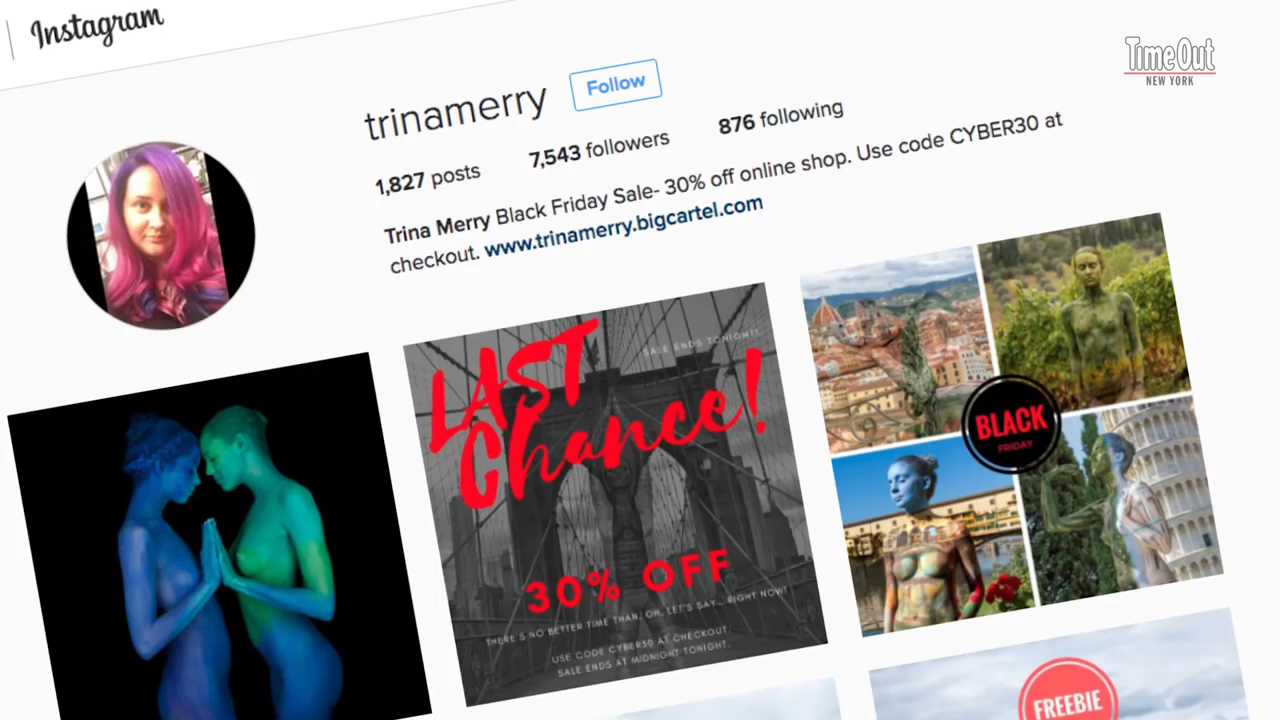 Instagram
TimeOut
NEW YORK
trinamerry Follow
1,827 posts 7,543 followers 876 following
Trina Merry Black Friday Sale- 30% off online shop. Use code CYBER30 at
checkout. www.trinamerry.bigcartel.com
SALE ENDS TONIGHT!!
LAST
Chance!
30% OFF
THERE'S NO BETTER TIME THAN, OH, LET'S SAY... RIGHT NOW!
USE CODE CYBER30 AT CHECKOUT.
SALE ENDS AT MIDNIGHT TONIGHT.
BLACK
FRIDAY
FREEBIE